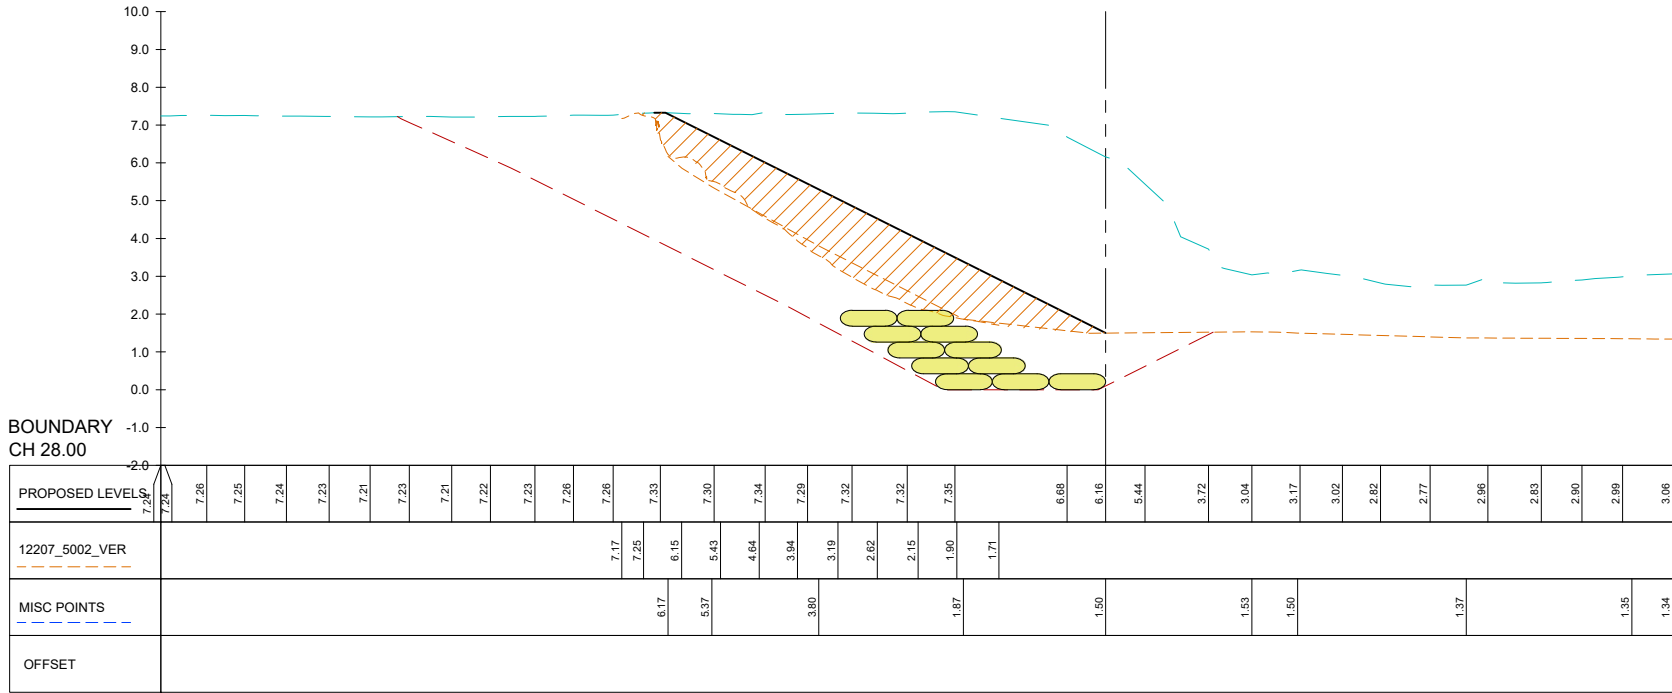 10.0
9.0
8.0
7.0
6.0
5.0
4.0
3.0
2.0
1.0
0.0
-1.0
-2.0
BOUNDARY
CH 28.00
PROPOSED LEVELS 7.24 7.24 7.26 7.25 7.24 7.23 7.21 7.23 7.21 7.22 7.23 7.26 7.26 7.33 7.30 7.34 7.29 7.32 7.32 7.35 6.68 6.16 5.44 3.72 3.04 3.17 3.02 2.82 2.77 2.96 2.83 2.90 2.99 3.06
12207_5002_VER 7.17 7.25 6.15 5.43 4.64 3.94 3.19 2.62 2.15 1.90 1.71
MISC POINTS 6.17 5.37 3.80 1.87 1.50 1.53 1.50 1.37 1.35 1.34
OFFSET